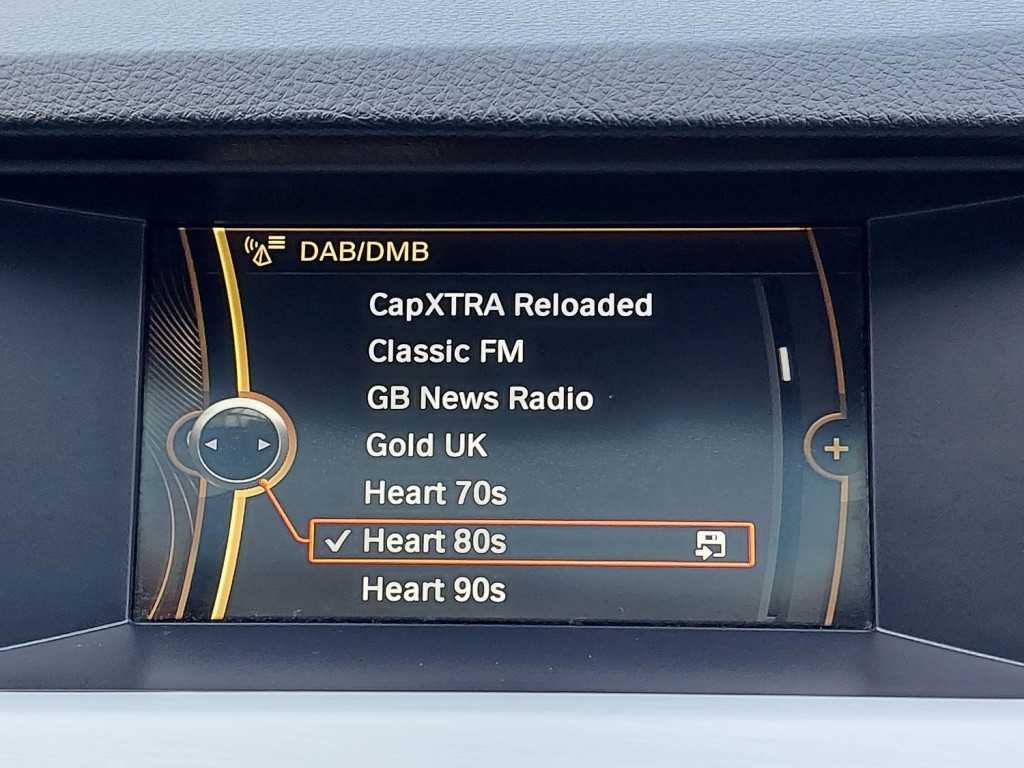 DAB/DMB
CapXTRA Reloaded
Classic FM
GB News Radio
Gold UK
Heart 70s
Heart 80s
Heart 90s